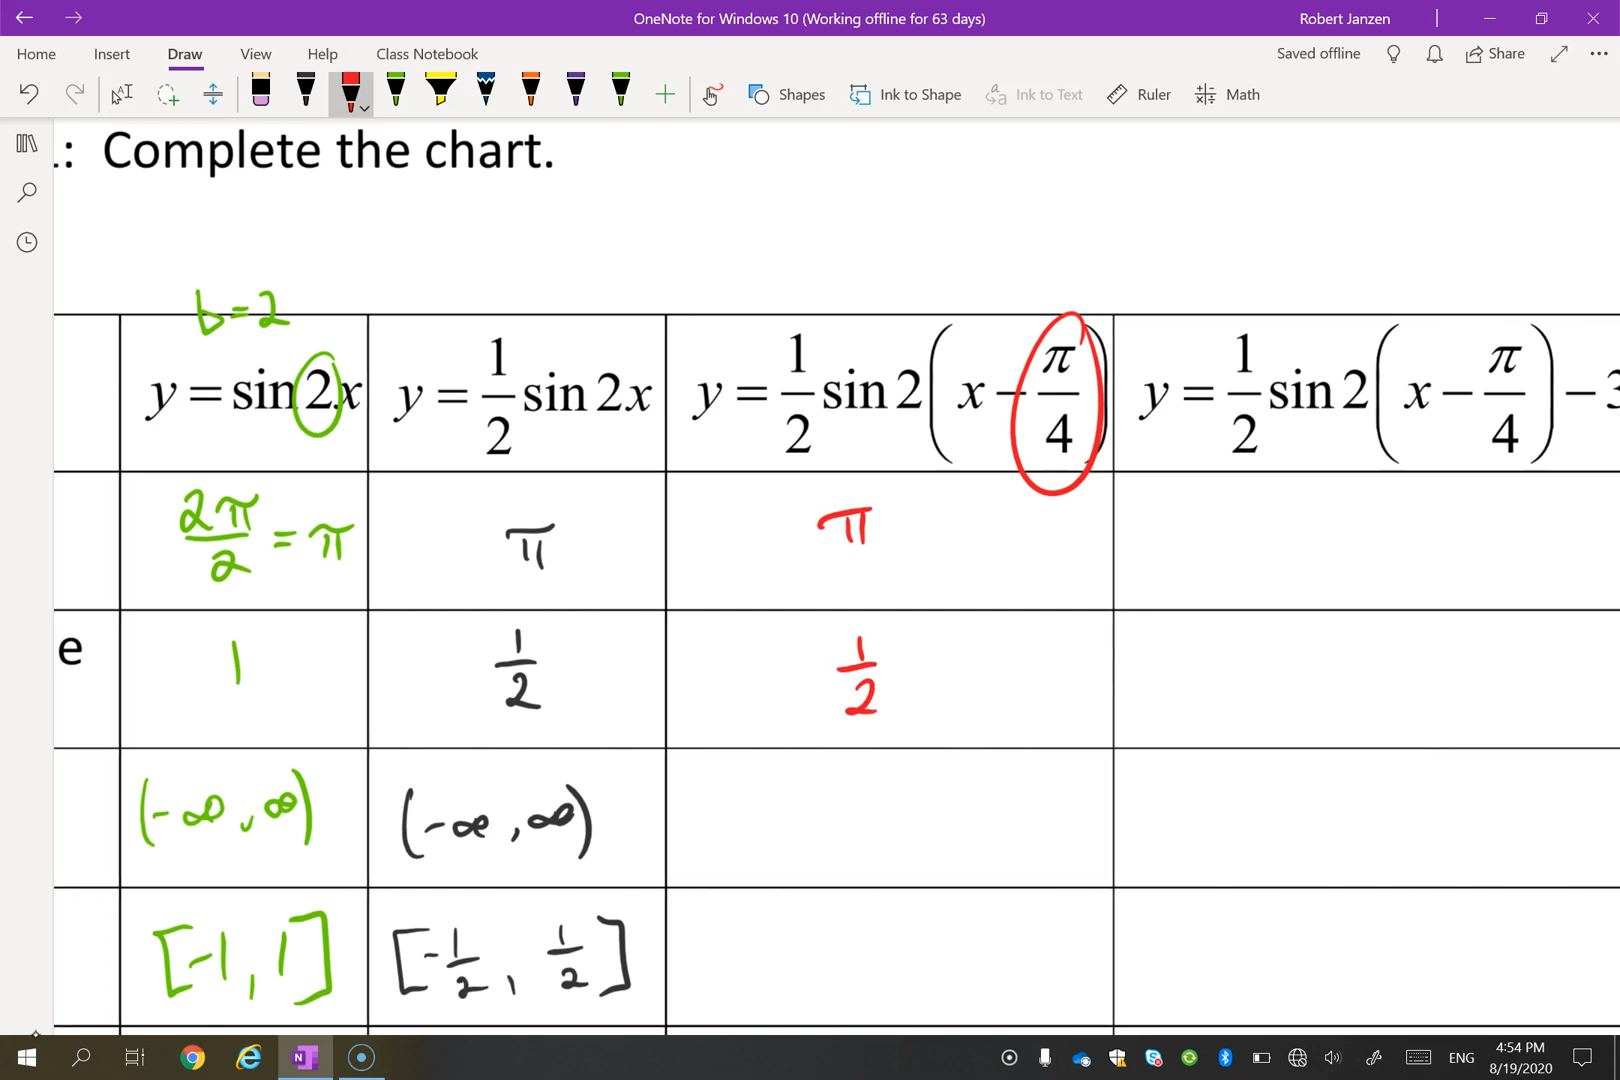 OneNote for Windows 10 (Working offline for 63 days)
Robert Janzen
Home Insert Draw View Help Class Notebook
Saved offline
Share
Shapes Ink to Shape Ink to Text Ruler Math
: Complete the chart.
b=2
y = sin 2x
y = 1/2 sin 2x
y = 1/2 sin 2(x − π/4)
y = 1/2 sin 2(x − π/4) − 3
2π/2 = π
π
π
e
1
1/2
1/2
(-∞, ∞)
(-∞, ∞)
[-1, 1]
[-1/2, 1/2]
ENG
4:54 PM
8/19/2020